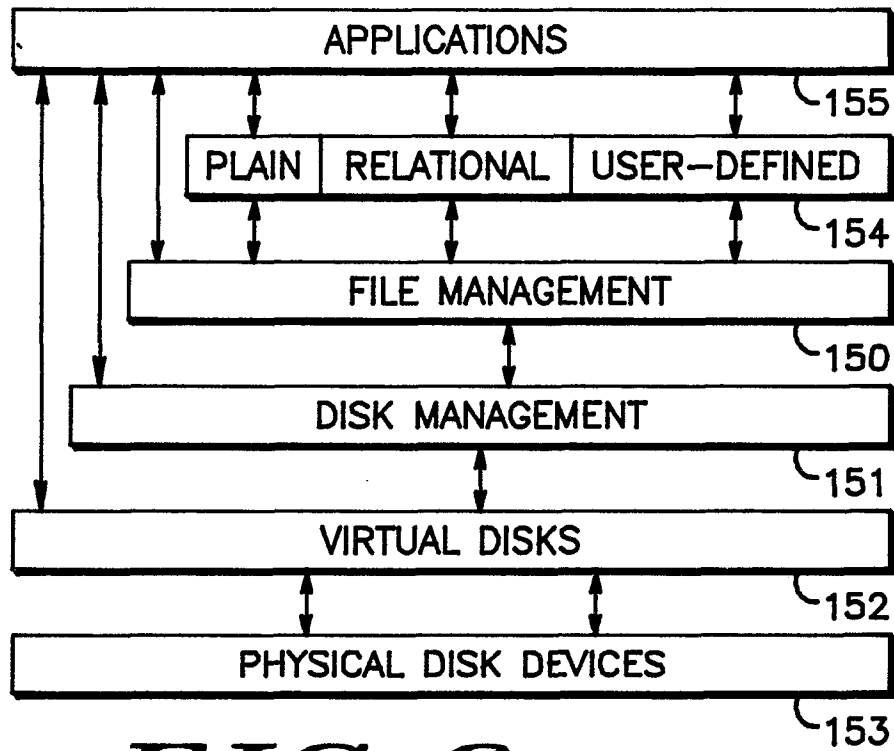 APPLICATIONS
155
PLAIN RELATIONAL USER-DEFINED
154
FILE MANAGEMENT
150
DISK MANAGEMENT
151
VIRTUAL DISKS
152
PHYSICAL DISK DEVICES
153